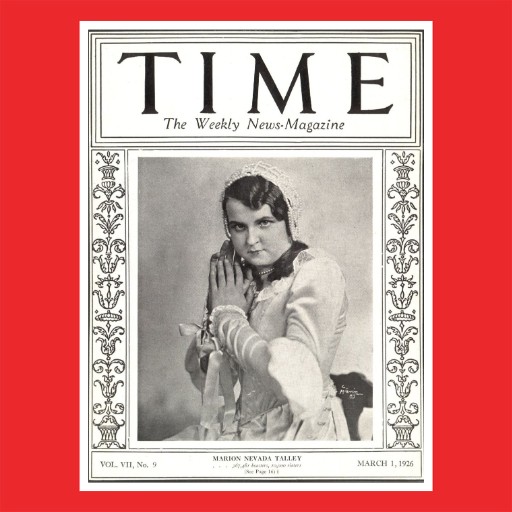 TIME
The Weekly News-Magazine
MARION NEVADA TALLEY
(See Page 16)
VOL. VII, No. 9
MARCH 1, 1926